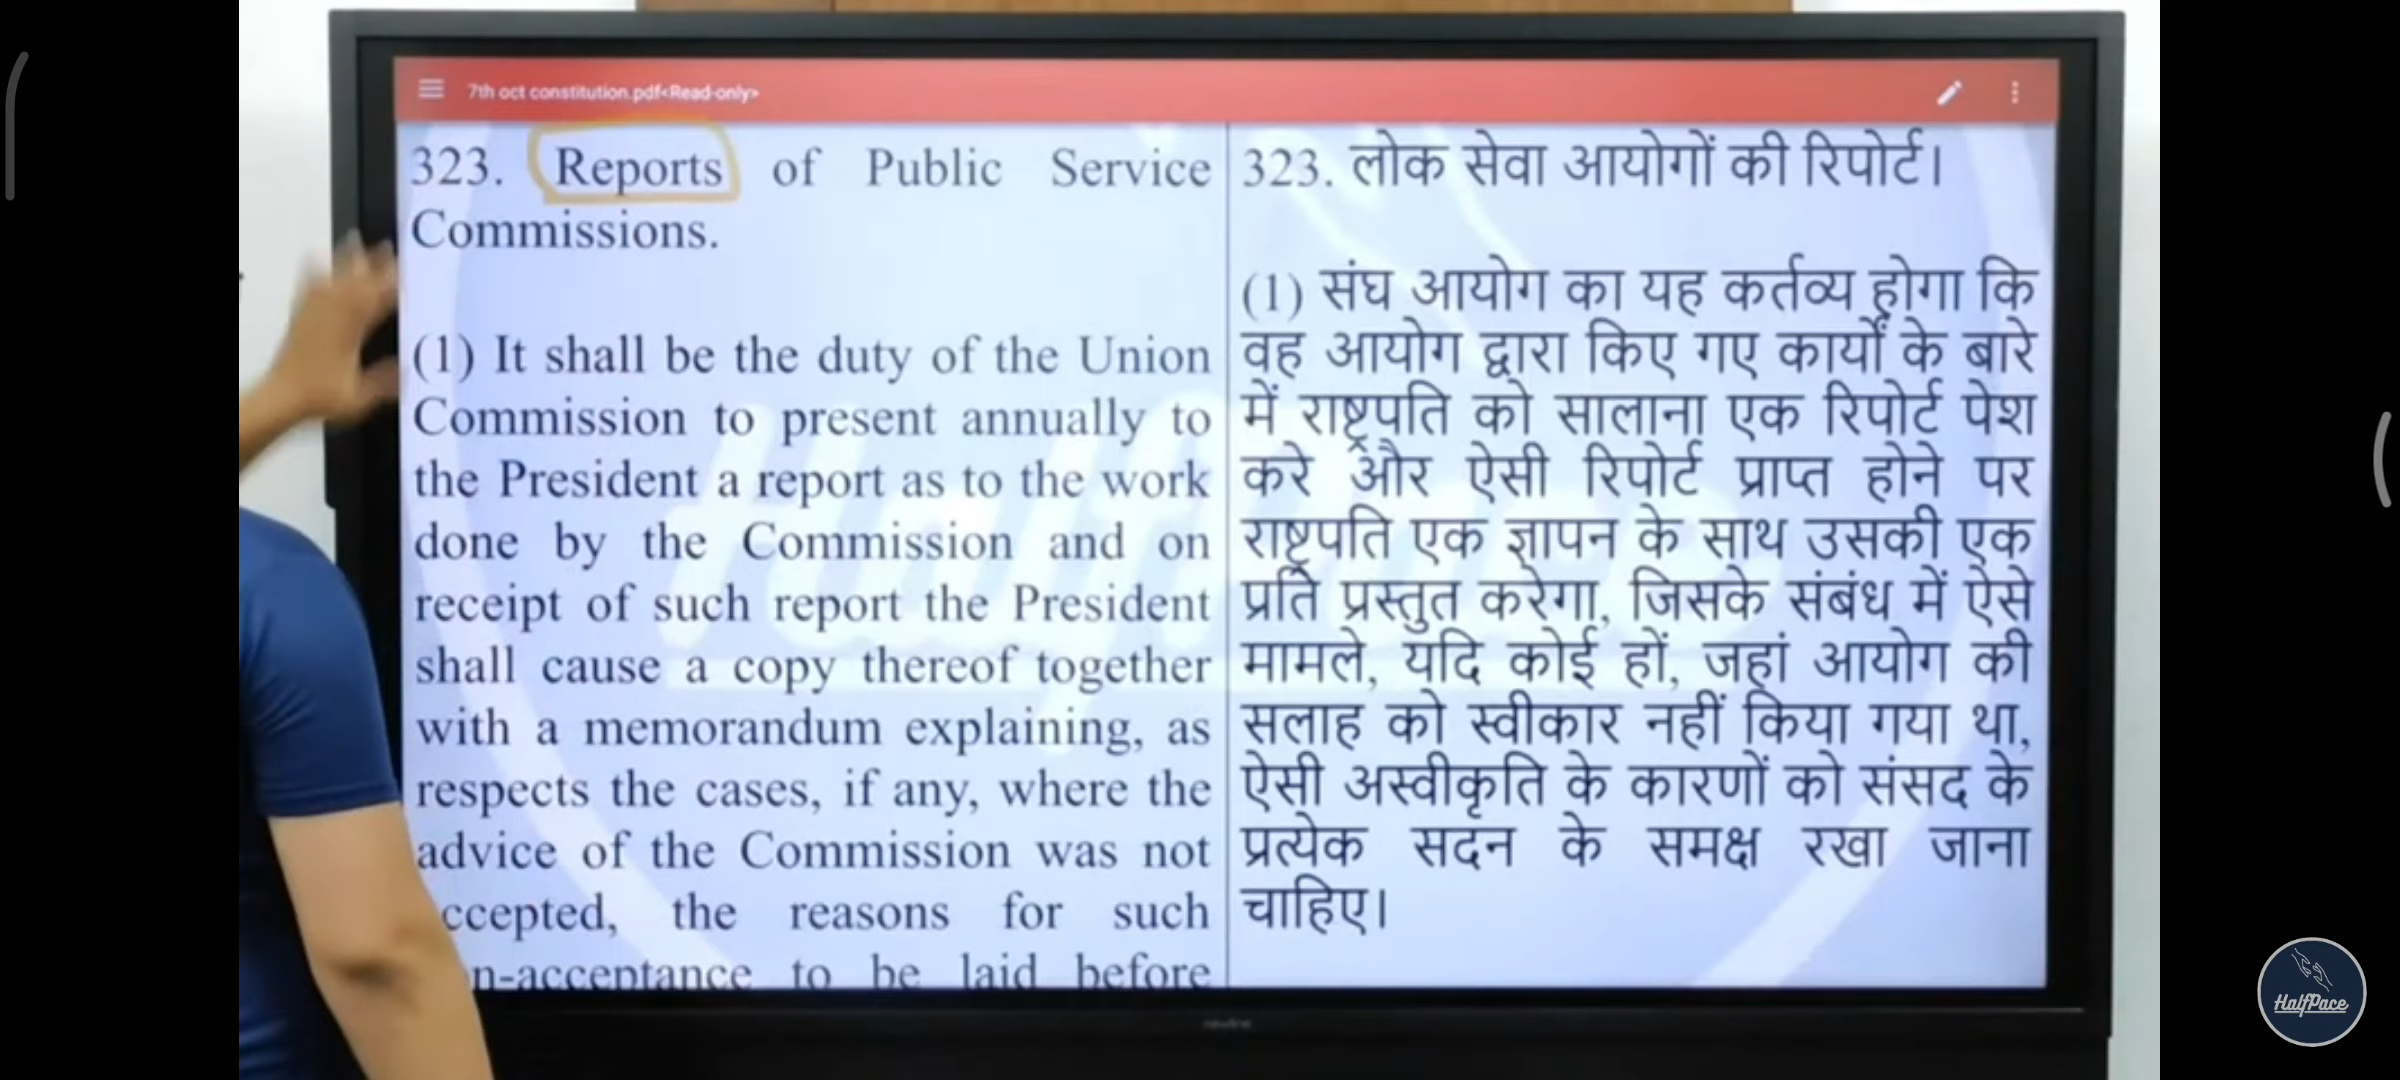 7th oct constitution.pdf<Read-only>
323. Reports of Public Service
Commissions.
(1) It shall be the duty of the Union
Commission to present annually to
the President a report as to the work
done by the Commission and on
receipt of such report the President
shall cause a copy thereof together
with a memorandum explaining, as
respects the cases, if any, where the
advice of the Commission was not
ccepted, the reasons for such
n-acceptance to be laid before
323. लोक सेवा आयोगों की रिपोर्ट।
(1) संघ आयोग का यह कर्तव्य होगा कि
वह आयोग द्वारा किए गए कार्यों के बारे
में राष्ट्रपति को सालाना एक रिपोर्ट पेश
करे और ऐसी रिपोर्ट प्राप्त होने पर
राष्ट्रपति एक ज्ञापन के साथ उसकी एक
प्रति प्रस्तुत करेगा, जिसके संबंध में ऐसे
मामले, यदि कोई हों, जहां आयोग की
सलाह को स्वीकार नहीं किया गया था,
ऐसी अस्वीकृति के कारणों को संसद के
प्रत्येक सदन के समक्ष रखा जाना
चाहिए।
HalfPace